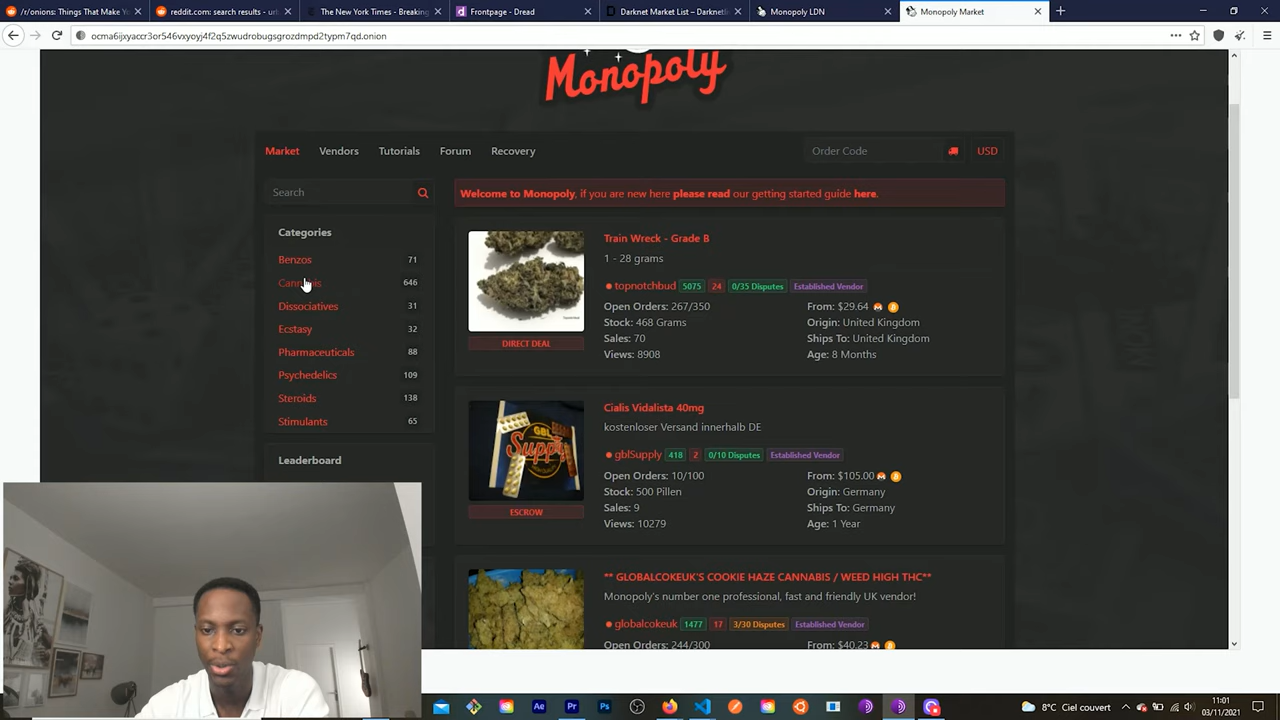 /r/onions: Things That Make Y
reddit.com: search results - urb
The New York Times - Breaking
Frontpage - Dread
Darknet Market List – Darknet
Monopoly LDN
Monopoly Market
ocma6ijxyaccr3or546vxyoyj4f2q5zwudrobugsgrozdmpd2typm7qd.onion
Monopoly
Market Vendors Tutorials Forum Recovery
Order Code
USD
Search
Welcome to Monopoly, if you are new here please read our getting started guide here.
Categories
Benzos 71
Cannabis 646
Dissociatives 31
Ecstasy 32
Pharmaceuticals 88
Psychedelics 109
Steroids 138
Stimulants 65
Leaderboard
DIRECT DEAL
Train Wreck - Grade B
1 - 28 grams
topnotchbud 5075 24 0/35 Disputes Established Vendor
Open Orders: 267/350
Stock: 468 Grams
Sales: 70
Views: 8908
From: $29.64
Origin: United Kingdom
Ships To: United Kingdom
Age: 8 Months
GBL
Supply
ESCROW
Cialis Vidalista 40mg
kostenloser Versand innerhalb DE
gblSupply 418 2 0/10 Disputes Established Vendor
Open Orders: 10/100
Stock: 500 Pillen
Sales: 9
Views: 10279
From: $105.00
Origin: Germany
Ships To: Germany
Age: 1 Year
** GLOBALCOKEUK'S COOKIE HAZE CANNABIS / WEED HIGH THC**
Monopoly's number one professional, fast and friendly UK vendor!
globalcokeuk 1477 17 3/30 Disputes Established Vendor
Open Orders: 244/300
From: $40.23
8°C Ciel couvert
11:01
03/11/2021